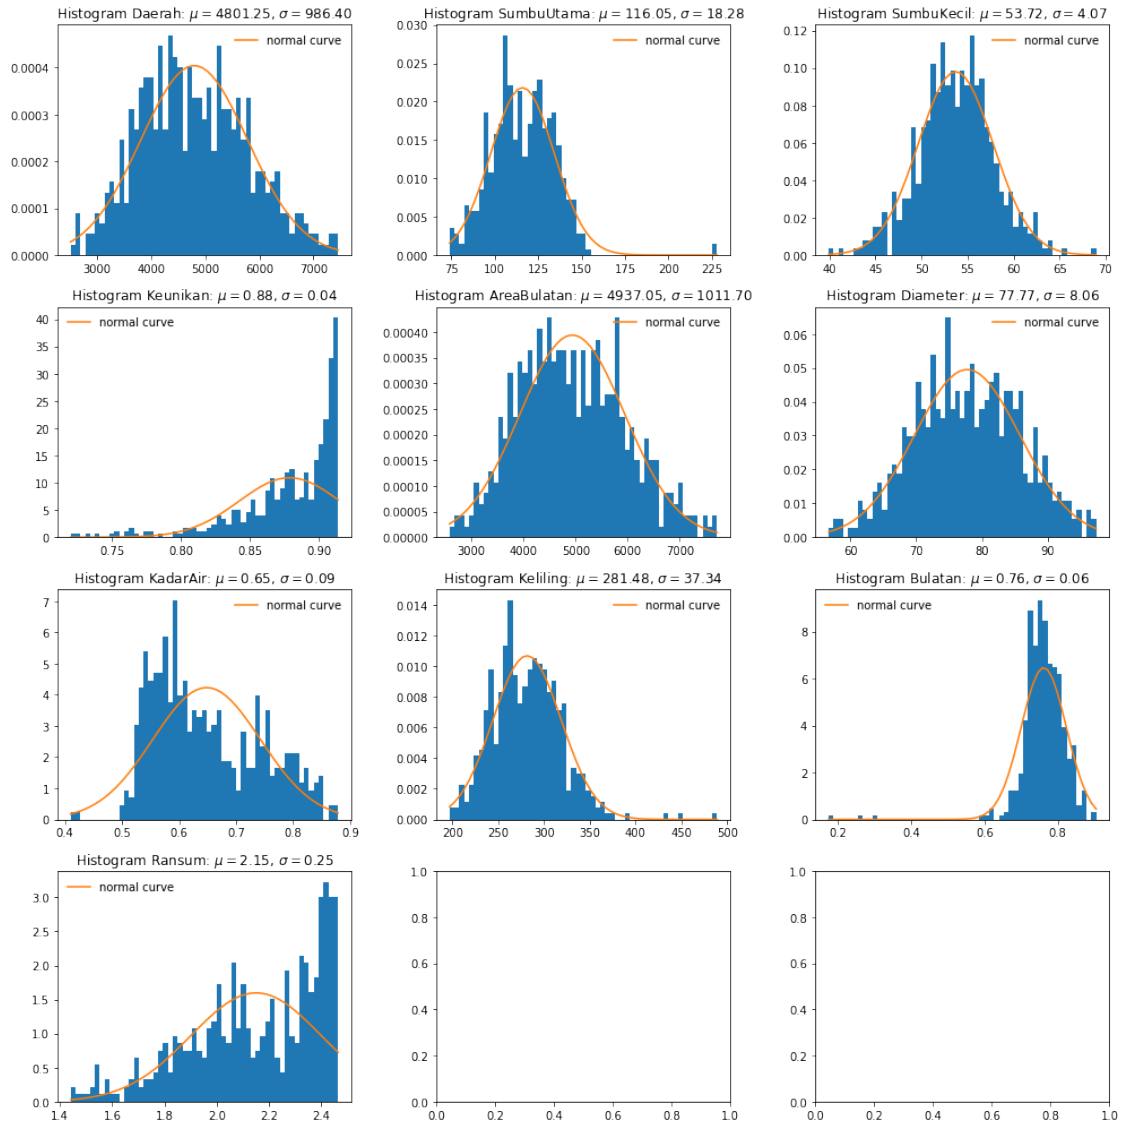 Histogram Daerah: μ = 4801.25, σ = 986.40
normal curve
0.0004
0.0003
0.0002
0.0001
0.0000
3000 4000 5000 6000 7000
Histogram SumbuUtama: μ = 116.05, σ = 18.28
normal curve
0.030
0.025
0.020
0.015
0.010
0.005
0.000
75 100 125 150 175 200 225
Histogram SumbuKecil: μ = 53.72, σ = 4.07
normal curve
0.12
0.10
0.08
0.06
0.04
0.02
0.00
40 45 50 55 60 65 70
Histogram Keunikan: μ = 0.88, σ = 0.04
normal curve
40
35
30
25
20
15
10
5
0
0.75 0.80 0.85 0.90
Histogram AreaBulatan: μ = 4937.05, σ = 1011.70
normal curve
0.00040
0.00035
0.00030
0.00025
0.00020
0.00015
0.00010
0.00005
0.00000
3000 4000 5000 6000 7000
Histogram Diameter: μ = 77.77, σ = 8.06
normal curve
0.06
0.05
0.04
0.03
0.02
0.01
0.00
60 70 80 90
Histogram KadarAir: μ = 0.65, σ = 0.09
normal curve
7
6
5
4
3
2
1
0
0.4 0.5 0.6 0.7 0.8 0.9
Histogram Keliling: μ = 281.48, σ = 37.34
normal curve
0.014
0.012
0.010
0.008
0.006
0.004
0.002
0.000
200 250 300 350 400 450 500
Histogram Bulatan: μ = 0.76, σ = 0.06
normal curve
8
6
4
2
0
0.2 0.4 0.6 0.8
Histogram Ransum: μ = 2.15, σ = 0.25
normal curve
3.0
2.5
2.0
1.5
1.0
0.5
0.0
1.4 1.6 1.8 2.0 2.2 2.4
1.0
0.8
0.6
0.4
0.2
0.0
0.0 0.2 0.4 0.6 0.8 1.0
1.0
0.8
0.6
0.4
0.2
0.0
0.0 0.2 0.4 0.6 0.8 1.0